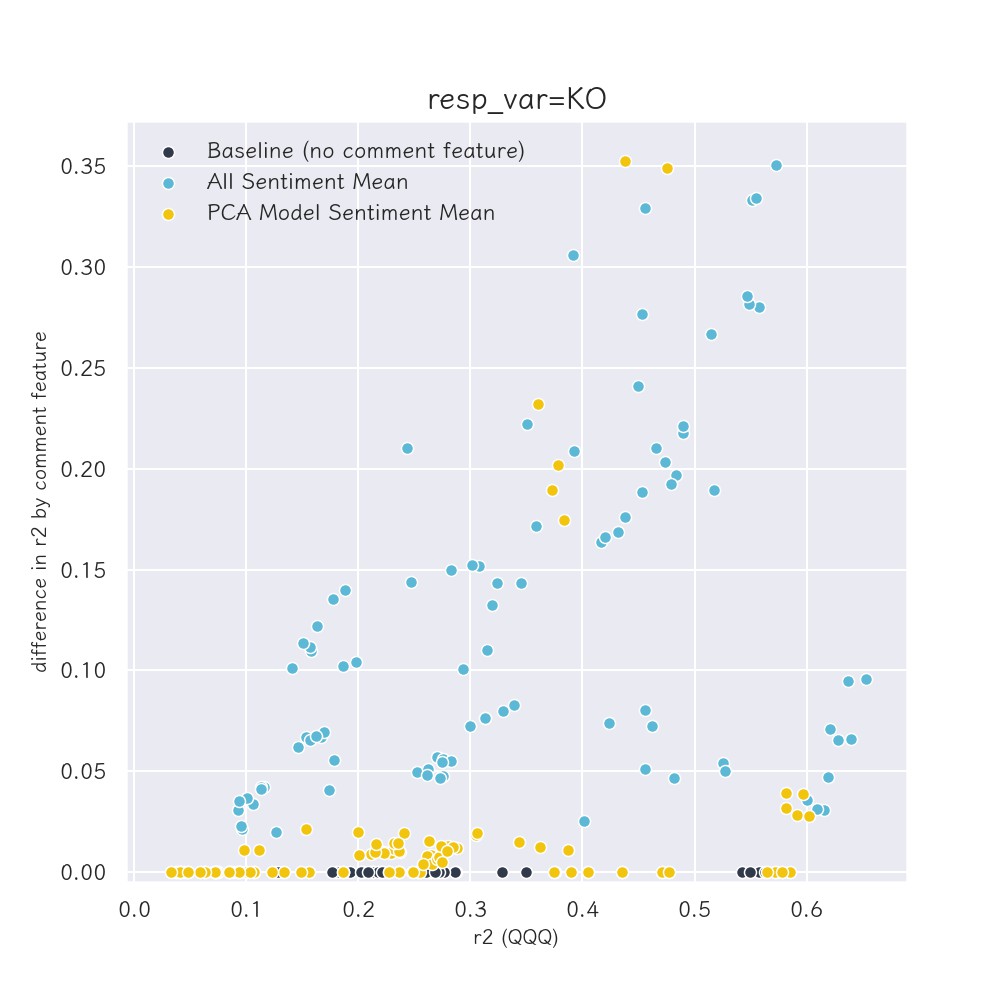 resp_var=KO
Baseline (no comment feature)
All Sentiment Mean
PCA Model Sentiment Mean
difference in r2 by comment feature
0.35
0.30
0.25
0.20
0.15
0.10
0.05
0.00
0.0 0.1 0.2 0.3 0.4 0.5 0.6
r2 (QQQ)